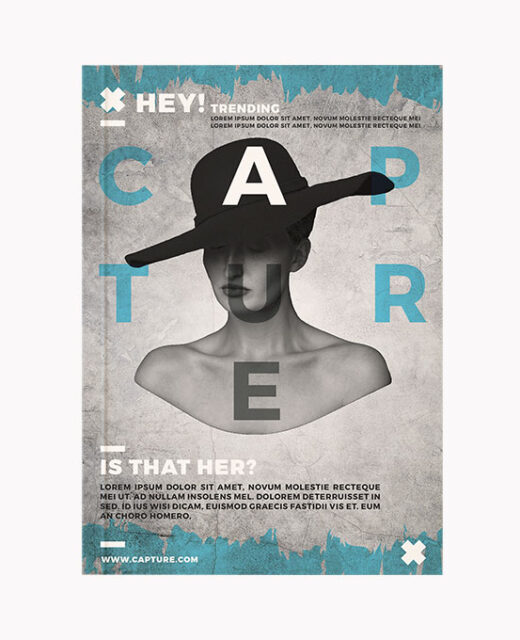 HEY! TRENDING
LOREM IPSUM DOLOR SIT AMET, NOVUM MOLESTIE RECTEQUE MEI
LOREM IPSUM DOLOR SIT AMET, NOVUM MOLESTIE RECTEQUE MEI
C A P
T U R
E
IS THAT HER?
LOREM IPSUM DOLOR SIT AMET, NOVUM MOLESTIE RECTEQUE
MEI UT. AD NULLAM INSOLENS MEL. DOLOREM DETERRUISSET IN
SED. ID IUS WISI DICAM, EUISMOD GRAECIS FASTIDII VIS ET. EUM
AN CHORO HOMERO,
WWW.CAPTURE.COM